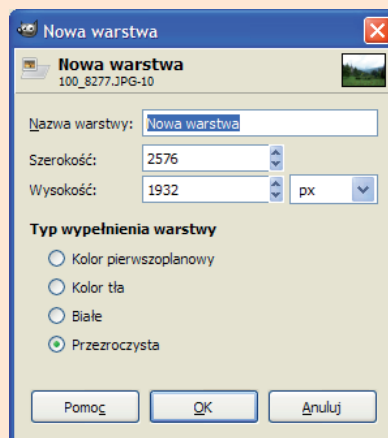 Nowa warstwa
Nowa warstwa
100_8277.JPG-10
Nazwa warstwy: Nowa warstwa
Szerokość: 2576
Wysokość: 1932 px
Typ wypełnienia warstwy
Kolor pierwszoplanowy
Kolor tła
Białe
Przezroczysta
Pomoc OK Anuluj